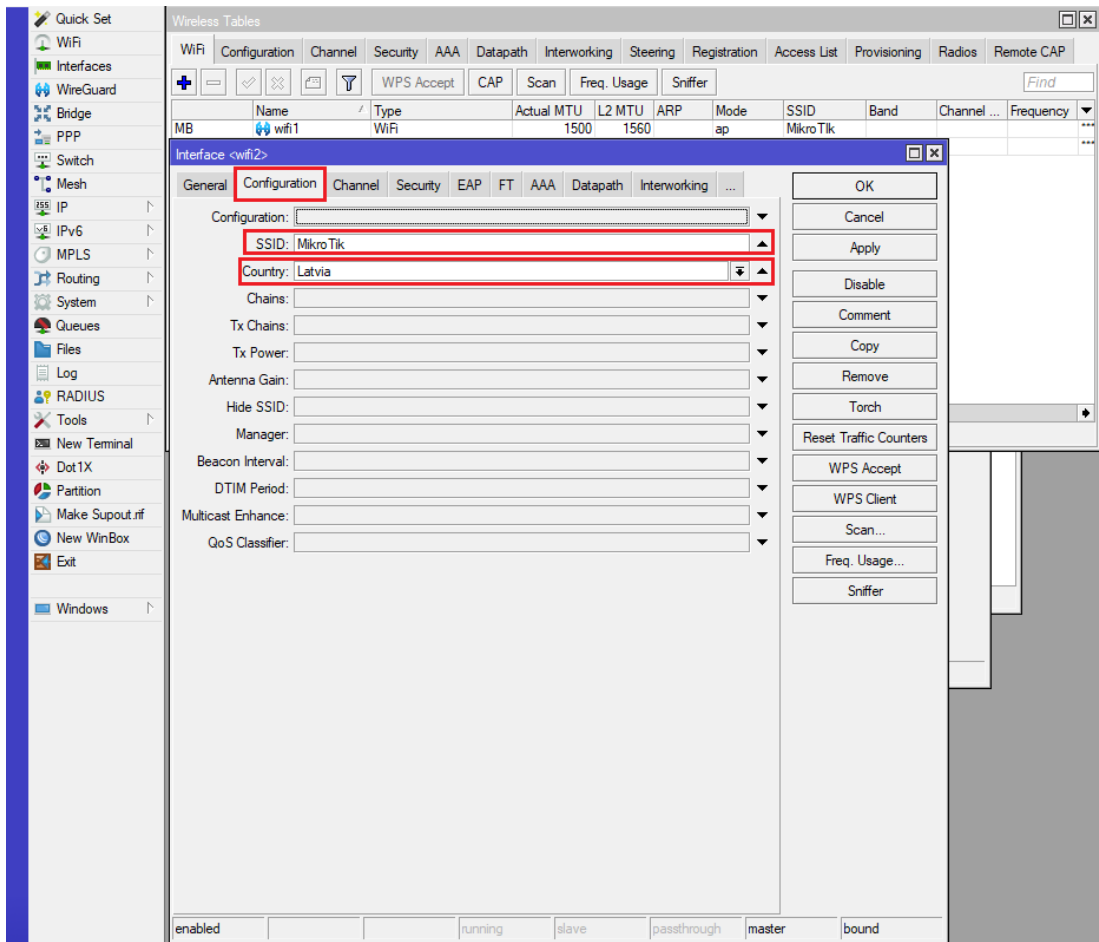 Quick Set
WiFi
Interfaces
WireGuard
Bridge
PPP
Switch
Mesh
IP
IPv6
MPLS
Routing
System
Queues
Files
Log
RADIUS
Tools
New Terminal
Dot1X
Partition
Make Supout.rif
New WinBox
Exit
Windows
Wireless Tables
WiFi Configuration Channel Security AAA Datapath Interworking Steering Registration Access List Provisioning Radios Remote CAP
WPS Accept CAP Scan Freq. Usage Sniffer Find
Name Type Actual MTU L2 MTU ARP Mode SSID Band Channel ... Frequency
MB wifi1 WiFi 1500 1560 ap MikroTIk
Interface <wifi2>
General Configuration Channel Security EAP FT AAA Datapath Interworking ...
Configuration:
SSID: MikroTik
Country: Latvia
Chains:
Tx Chains:
Tx Power:
Antenna Gain:
Hide SSID:
Manager:
Beacon Interval:
DTIM Period:
Multicast Enhance:
QoS Classifier:
OK
Cancel
Apply
Disable
Comment
Copy
Remove
Torch
Reset Traffic Counters
WPS Accept
WPS Client
Scan...
Freq. Usage...
Sniffer
enabled running slave passthrough master bound